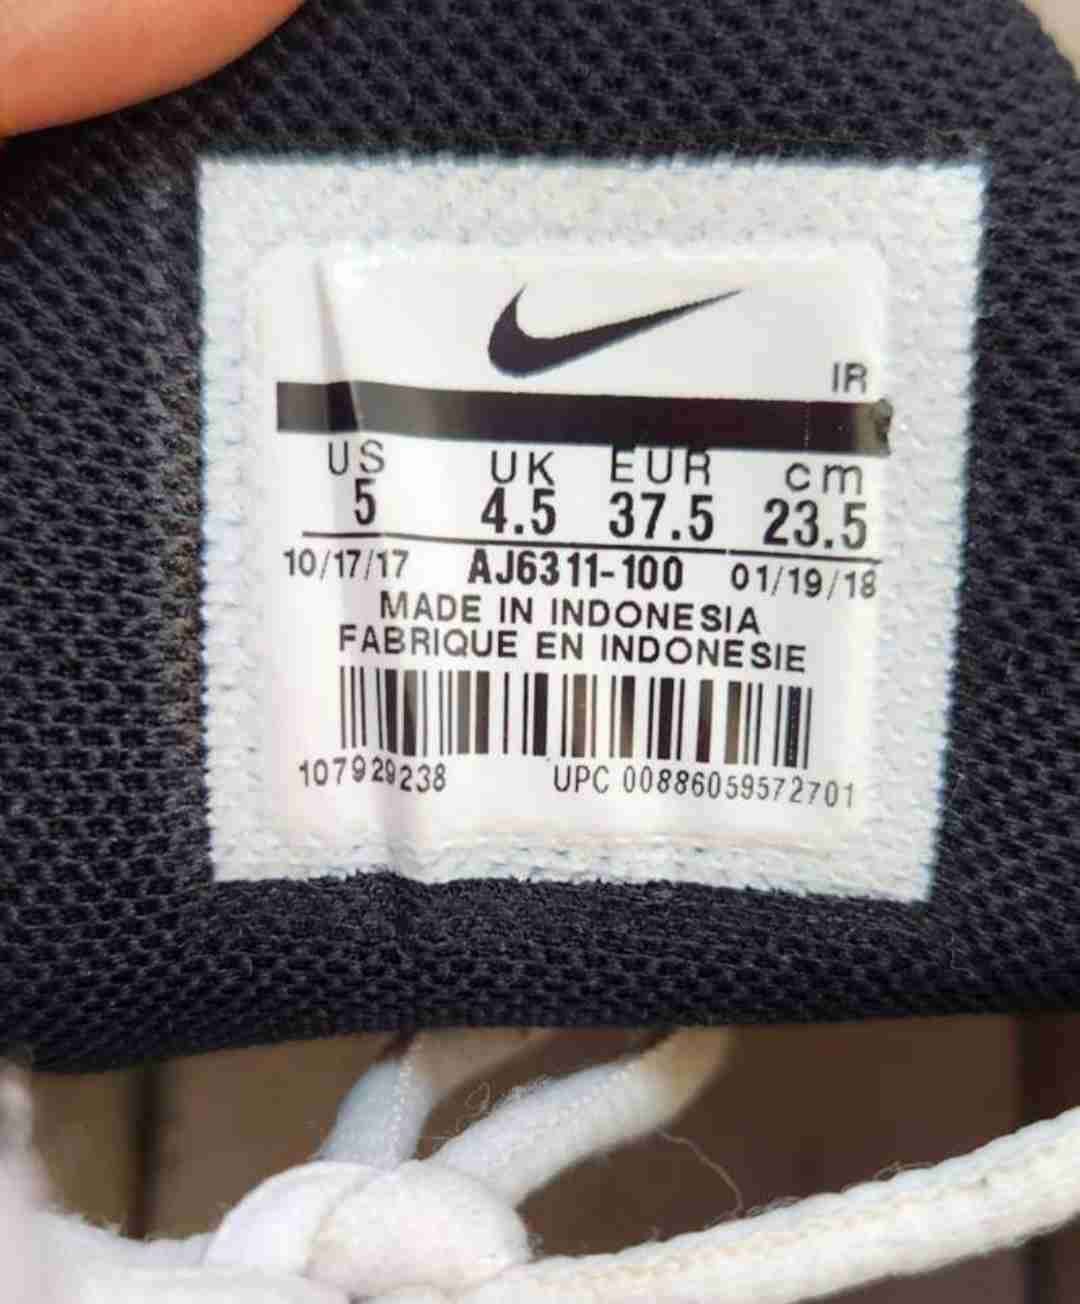 IR
US UK EUR cm
5 4.5 37.5 23.5
10/17/17 AJ6311-100 01/19/18
MADE IN INDONESIA
FABRIQUE EN INDONESIE
107929238 UPC 00886059572701